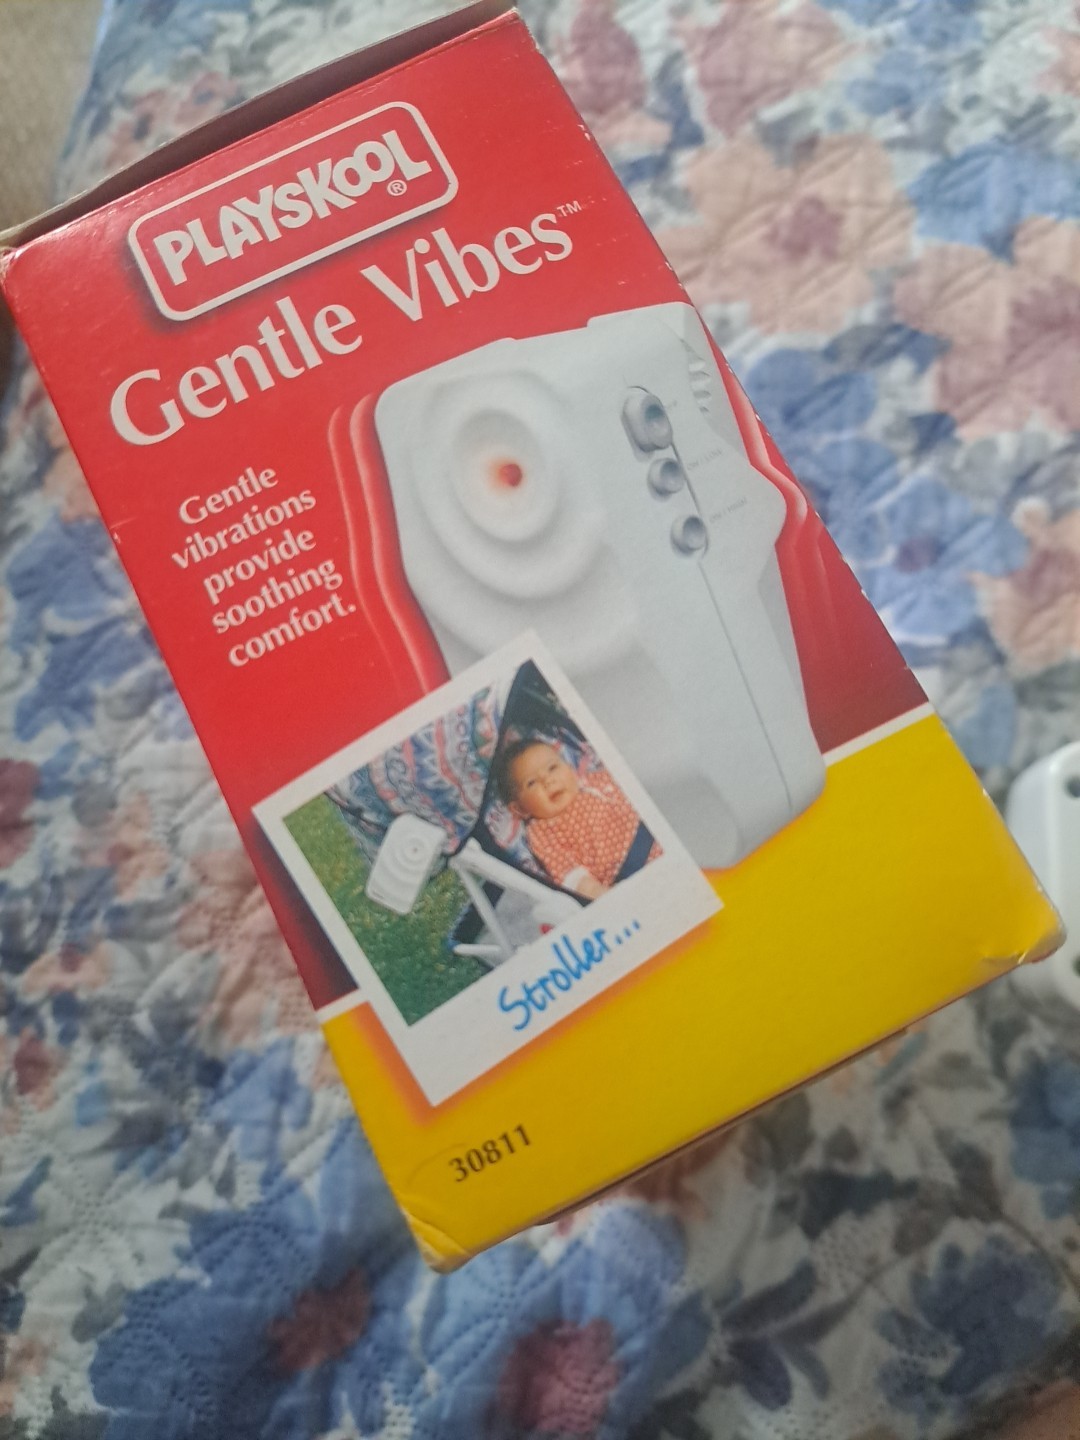 PLAYSKOOL®
Gentle Vibes™
Gentle
vibrations
provide
soothing
comfort.
Stroller...
30811